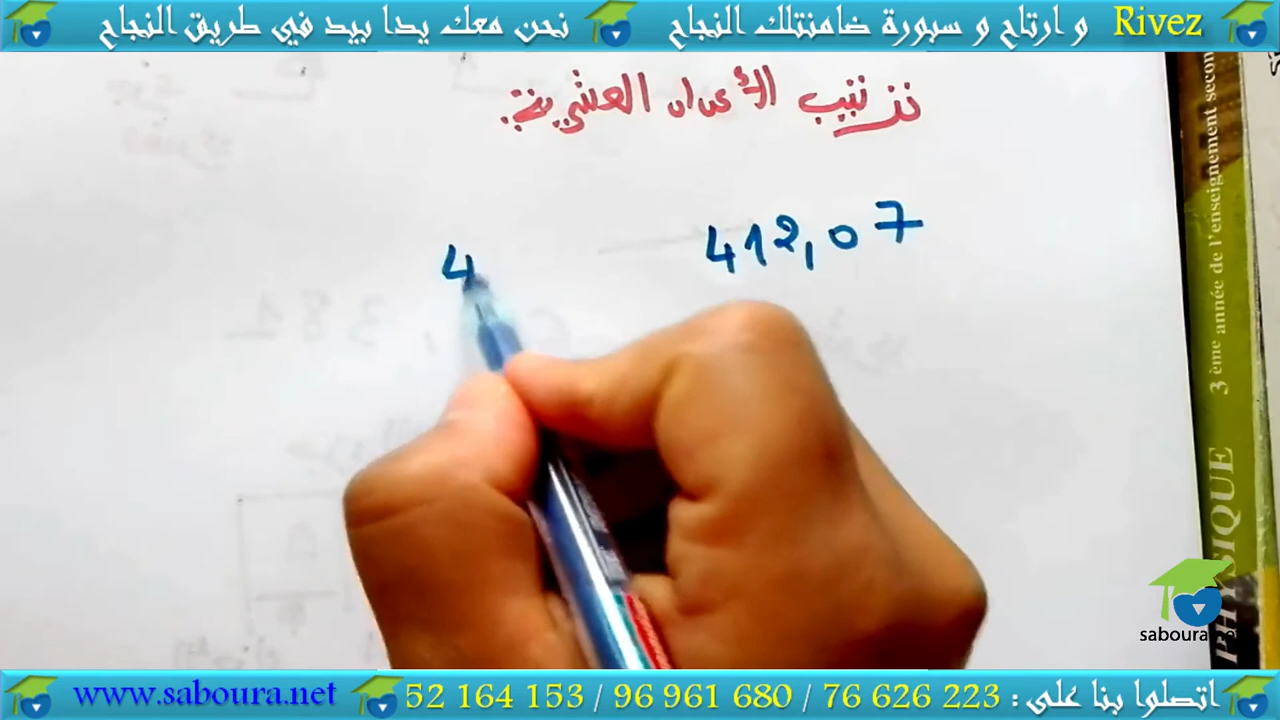 Rivez و ارتاح و سبورة ضامنتلك النجاح نحن معك يدا بيد في طريق النجاح
ترتيب الأعداد العشرية:
412,07
4
3 ème année de l'enseignement secon
PHYSIQUE
saboura.net
اتصلوا بنا على : 52 164 153 / 96 961 680 / 76 626 223 www.saboura.net